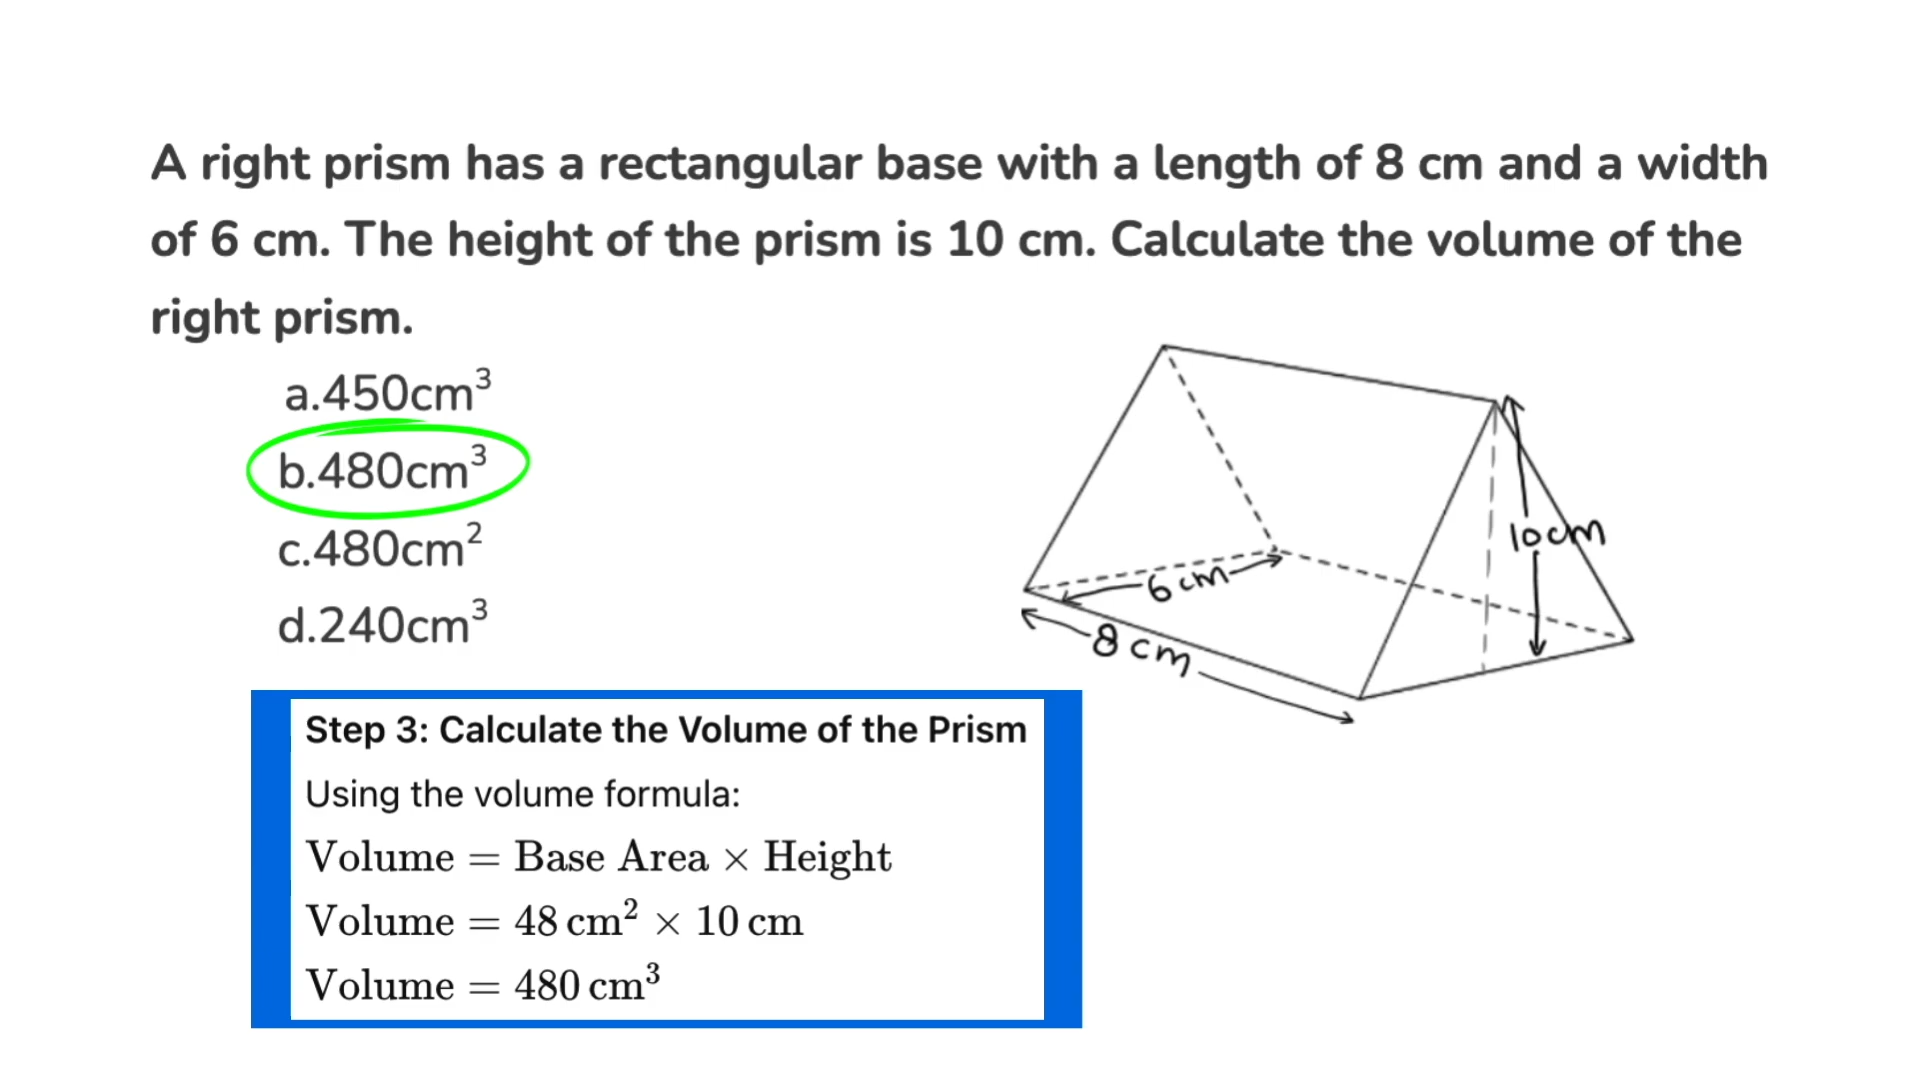 A right prism has a rectangular base with a length of 8 cm and a width
of 6 cm. The height of the prism is 10 cm. Calculate the volume of the
right prism.
a.450cm³
b.480cm³
c.480cm²
d.240cm³
10cm
6cm
8 cm
Step 3: Calculate the Volume of the Prism
Using the volume formula:
Volume = Base Area × Height
Volume = 48 cm² × 10 cm
Volume = 480 cm³